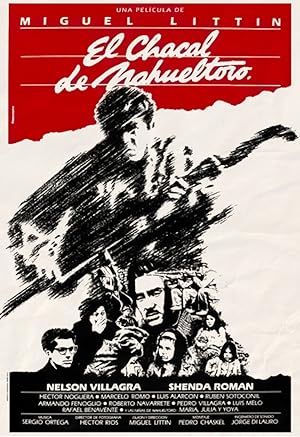 UNA PELÍCULA DE
MIGUEL LITTIN
El Chacal
de Nahueltoro.
NELSON VILLAGRA SHENDA ROMAN
HECTOR NOGUERA • MARCELO ROMO • LUIS ALARCON • RUBEN SOTOCONIL
ARMANDO FENOGLIO • ROBERTO NAVARRETE • PEDRO VILLAGRA • LUIS MELO
RAFAEL BENAVENTE • Y LAS NIÑAS DE NAHUELTORO: MARIA, JULIA Y YOYA
MUSICA DIRECTOR DE FOTOGRAFIA GUION Y DIRECCION MONTAJE INGENIERO DE SONIDO
SERGIO ORTEGA HECTOR RIOS MIGUEL LITTIN PEDRO CHASKEL JORGE DI LAURO